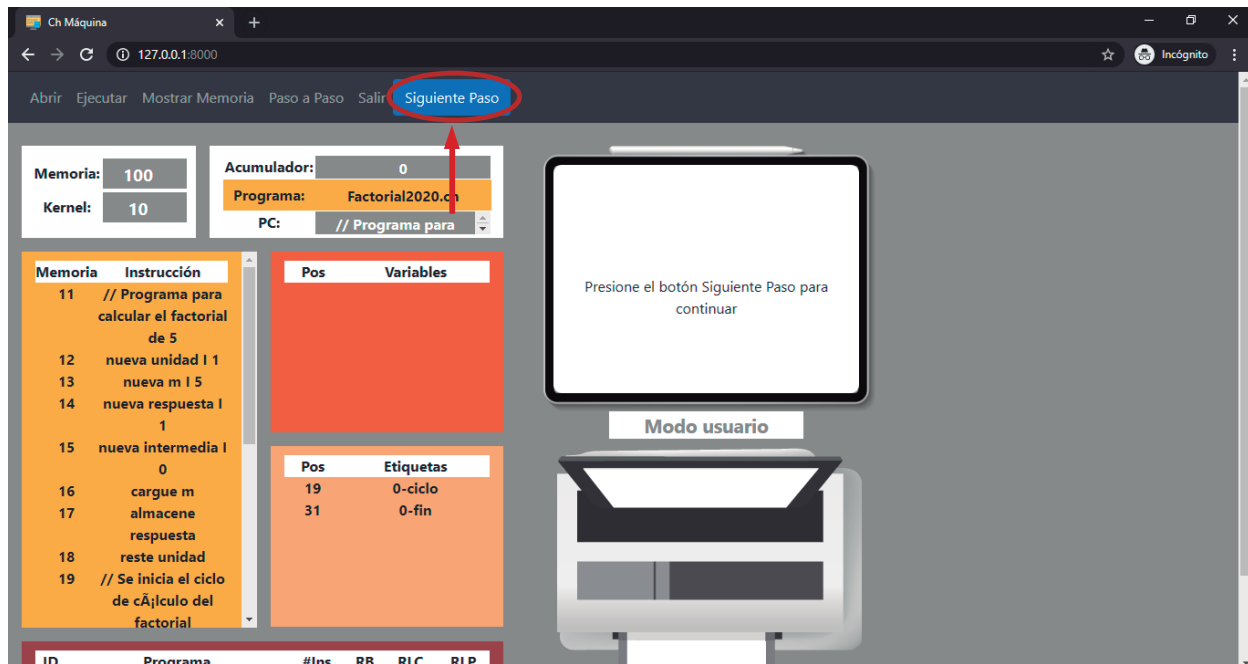 Ch Máquina
127.0.0.1:8000
Incógnito
Abrir Ejecutar Mostrar Memoria Paso a Paso Salir Siguiente Paso
Memoria: 100
Kernel: 10
Acumulador: 0
Programa: Factorial2020.ch
PC: // Programa para
Memoria Instrucción
11 // Programa para
calcular el factorial
de 5
12 nueva unidad I 1
13 nueva m I 5
14 nueva respuesta I
1
15 nueva intermedia I
0
16 cargue m
17 almacene
respuesta
18 reste unidad
19 // Se inicia el ciclo
de cÃ¡lculo del
factorial
Pos Variables
Pos Etiquetas
19 0-ciclo
31 0-fin
Presione el botón Siguiente Paso para
continuar
Modo usuario
ID Programa #Ins RB RLC RLP